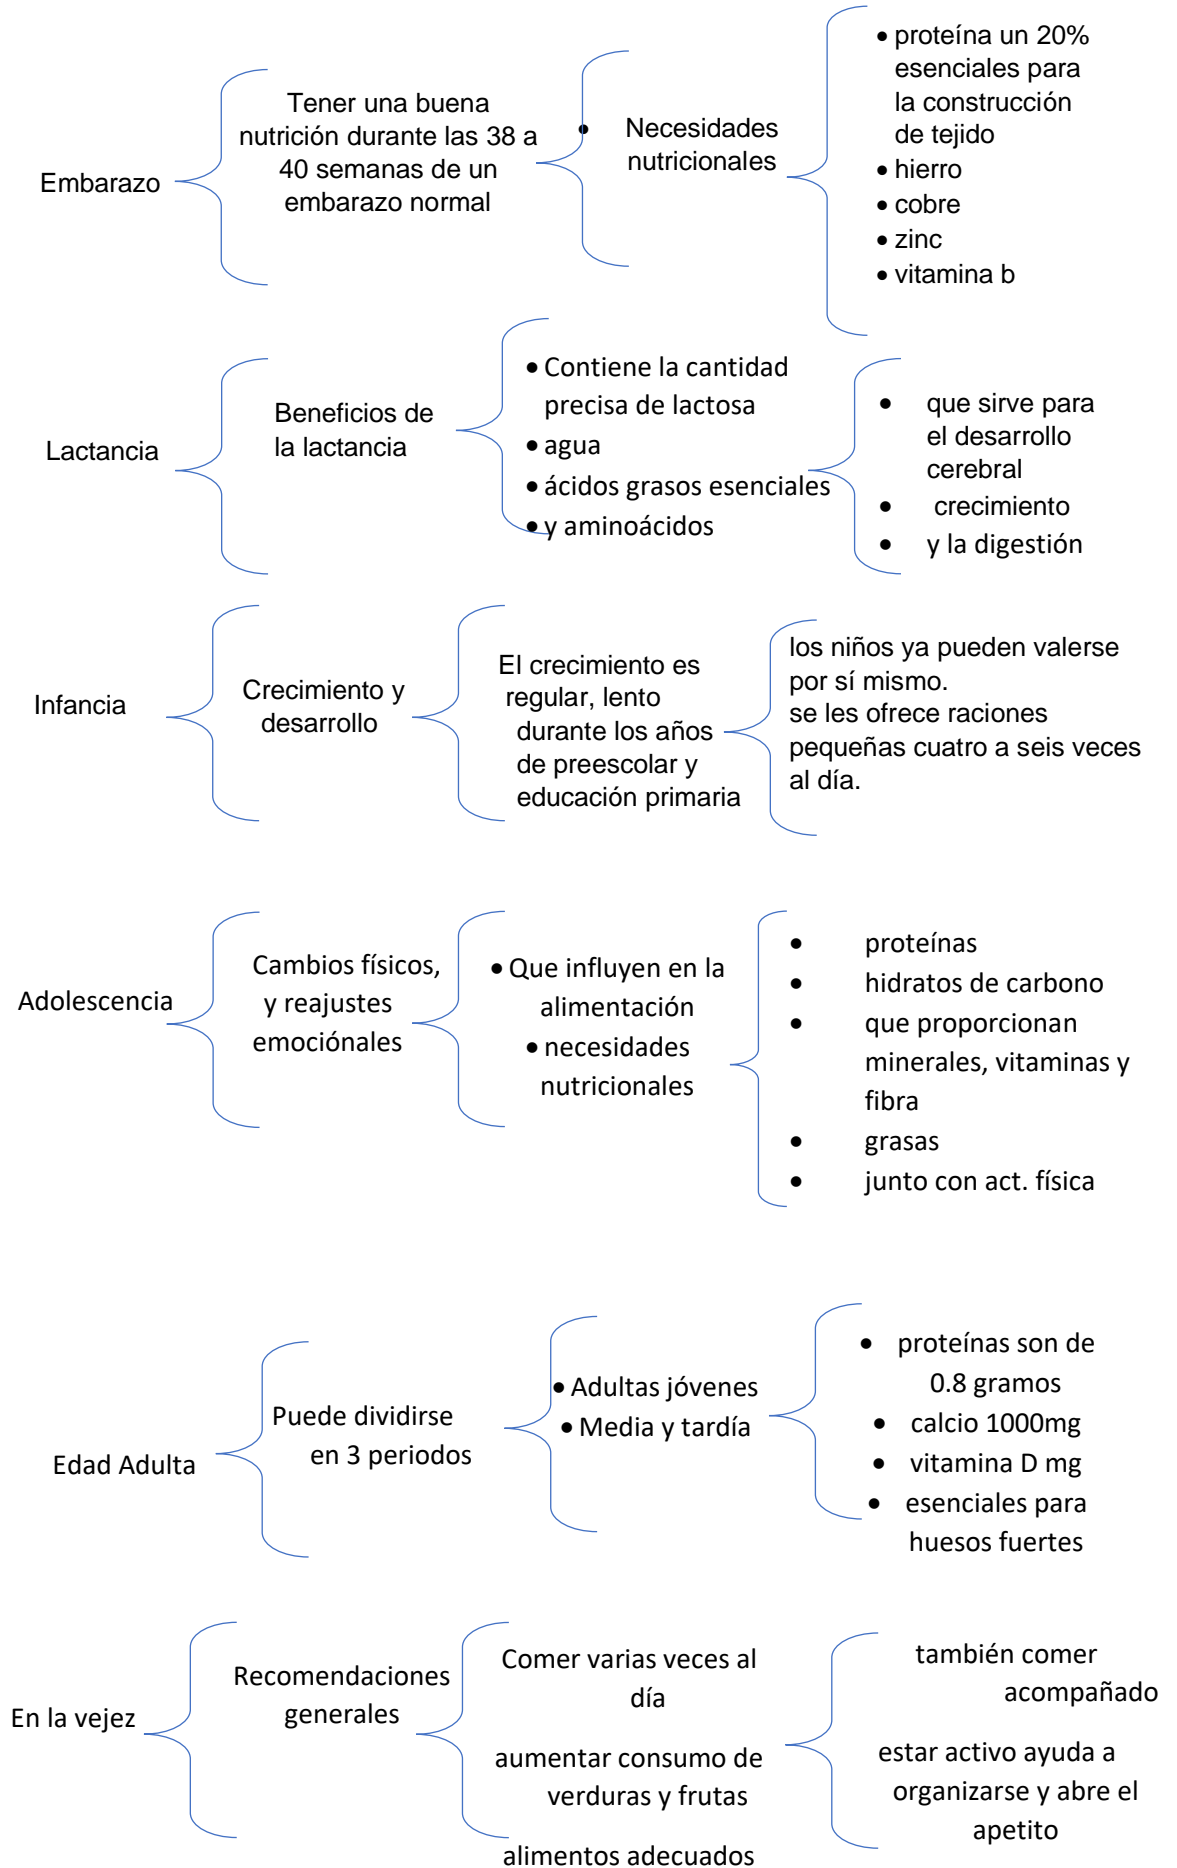 Embarazo
Tener una buena
nutrición durante las 38 a
40 semanas de un
embarazo normal
• Necesidades
nutricionales
• proteína un 20%
esenciales para
la construcción
de tejido
• hierro
• cobre
• zinc
• vitamina b
Lactancia
Beneficios de
la lactancia
• Contiene la cantidad
precisa de lactosa
• agua
• ácidos grasos esenciales
• y aminoácidos
• que sirve para
el desarrollo
cerebral
• crecimiento
• y la digestión
Infancia
Crecimiento y
desarrollo
El crecimiento es
regular, lento
durante los años
de preescolar y
educación primaria
los niños ya pueden valerse
por sí mismo.
se les ofrece raciones
pequeñas cuatro a seis veces
al día.
Adolescencia
Cambios físicos,
y reajustes
emociónales
• Que influyen en la
alimentación
• necesidades
nutricionales
• proteínas
• hidratos de carbono
• que proporcionan
minerales, vitaminas y
fibra
• grasas
• junto con act. física
Edad Adulta
Puede dividirse
en 3 periodos
• Adultas jóvenes
• Media y tardía
• proteínas son de
0.8 gramos
• calcio 1000mg
• vitamina D mg
• esenciales para
huesos fuertes
En la vejez
Recomendaciones
generales
Comer varias veces al
día
aumentar consumo de
verduras y frutas
alimentos adecuados
también comer
acompañado
estar activo ayuda a
organizarse y abre el
apetito